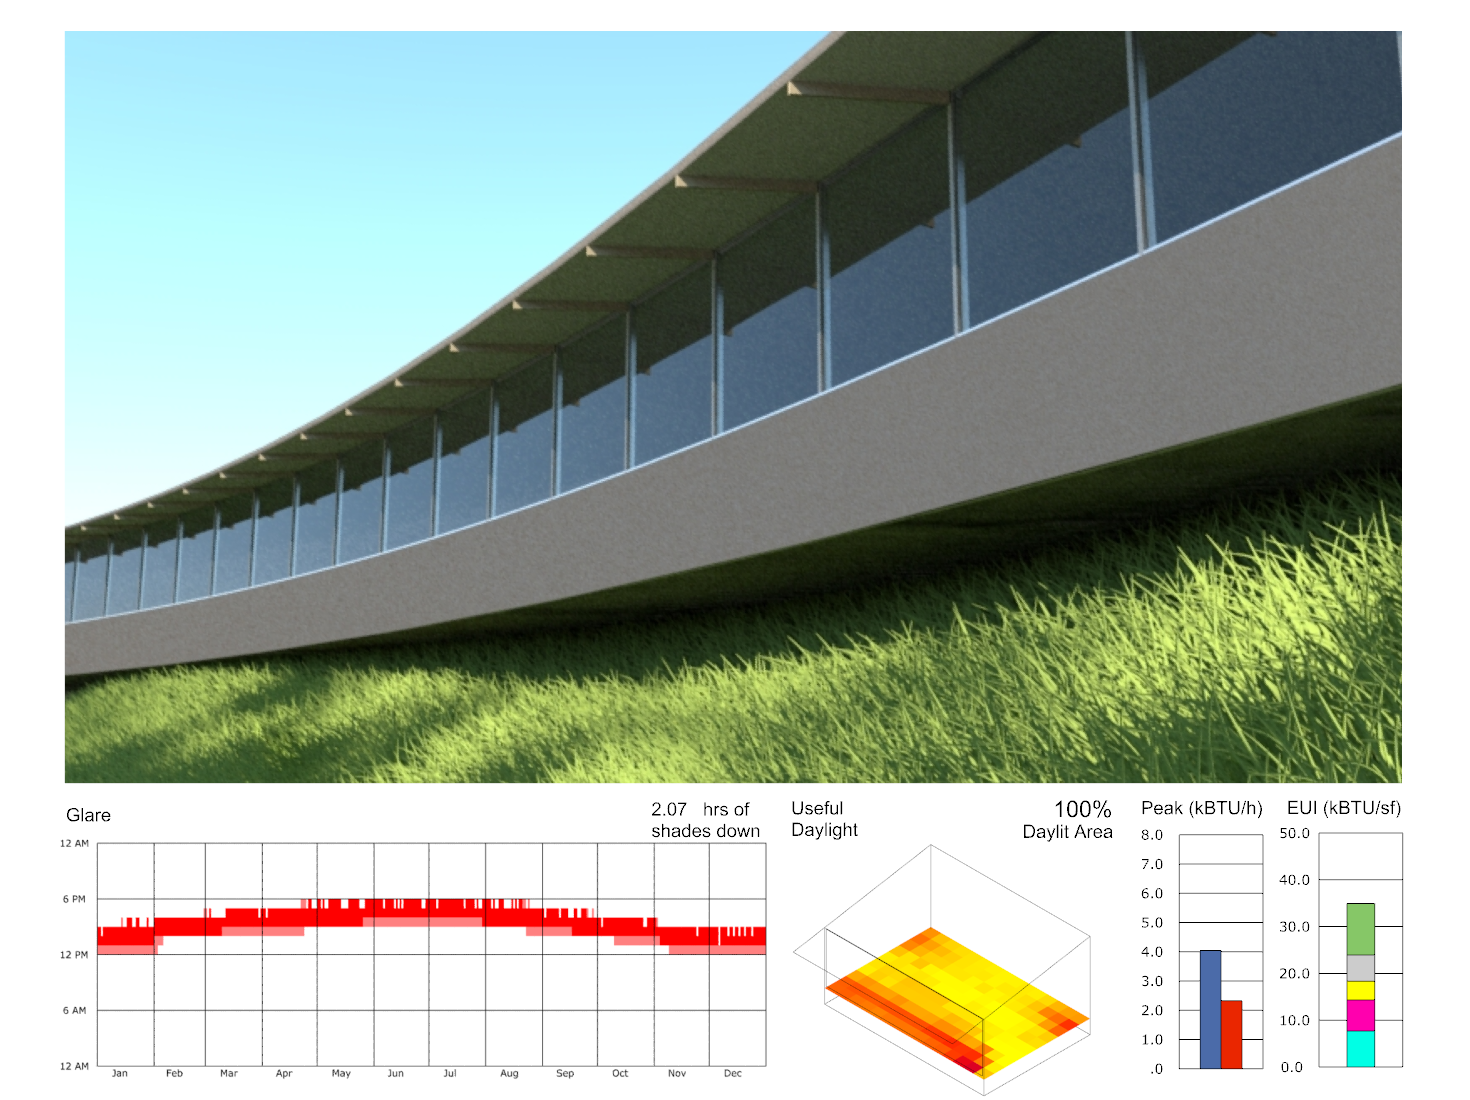 Glare
2.07 hrs of
shades down
12 AM
6 PM
12 PM
6 AM
12 AM
Jan Feb Mar Apr May Jun Jul Aug Sep Oct Nov Dec
Useful
Daylight
100%
Daylit Area
Peak (kBTU/h)
8.0
7.0
6.0
5.0
4.0
3.0
2.0
1.0
.0
EUI (kBTU/sf)
50.0
40.0
30.0
20.0
10.0
0.0